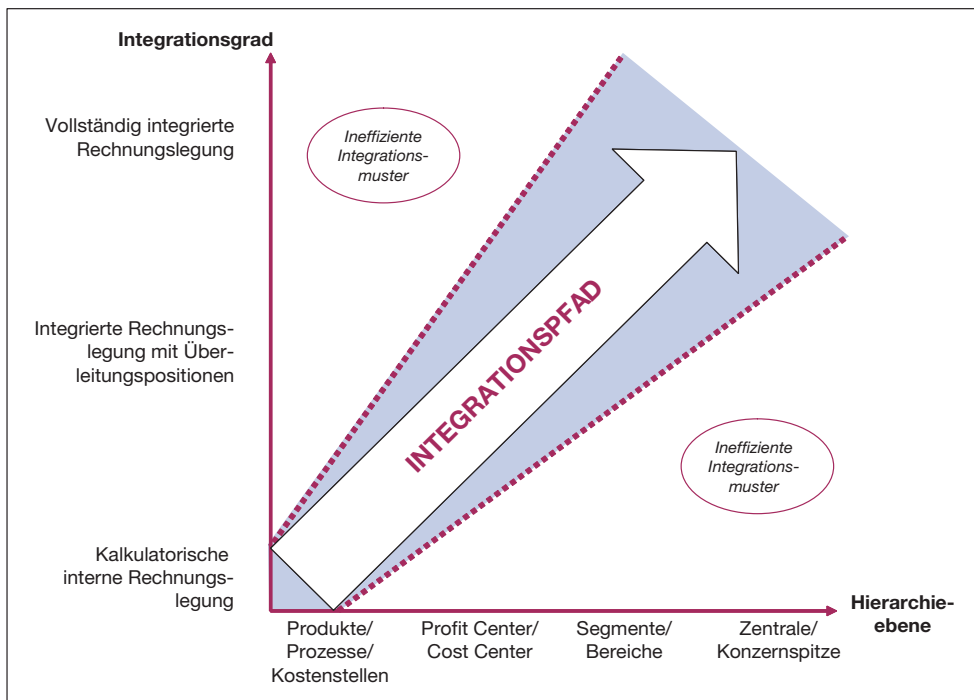 Integrationsgrad
Vollständig integrierte
Rechnungslegung
Ineffiziente
Integrations-
muster
Integrierte Rechnungs-
legung mit Über-
leitungspositionen
INTEGRATIONSPFAD
Ineffiziente
Integrations-
muster
Kalkulatorische
interne Rechnungs-
legung
Hierarchie-
ebene
Produkte/
Prozesse/
Kostenstellen
Profit Center/
Cost Center
Segmente/
Bereiche
Zentrale/
Konzernspitze